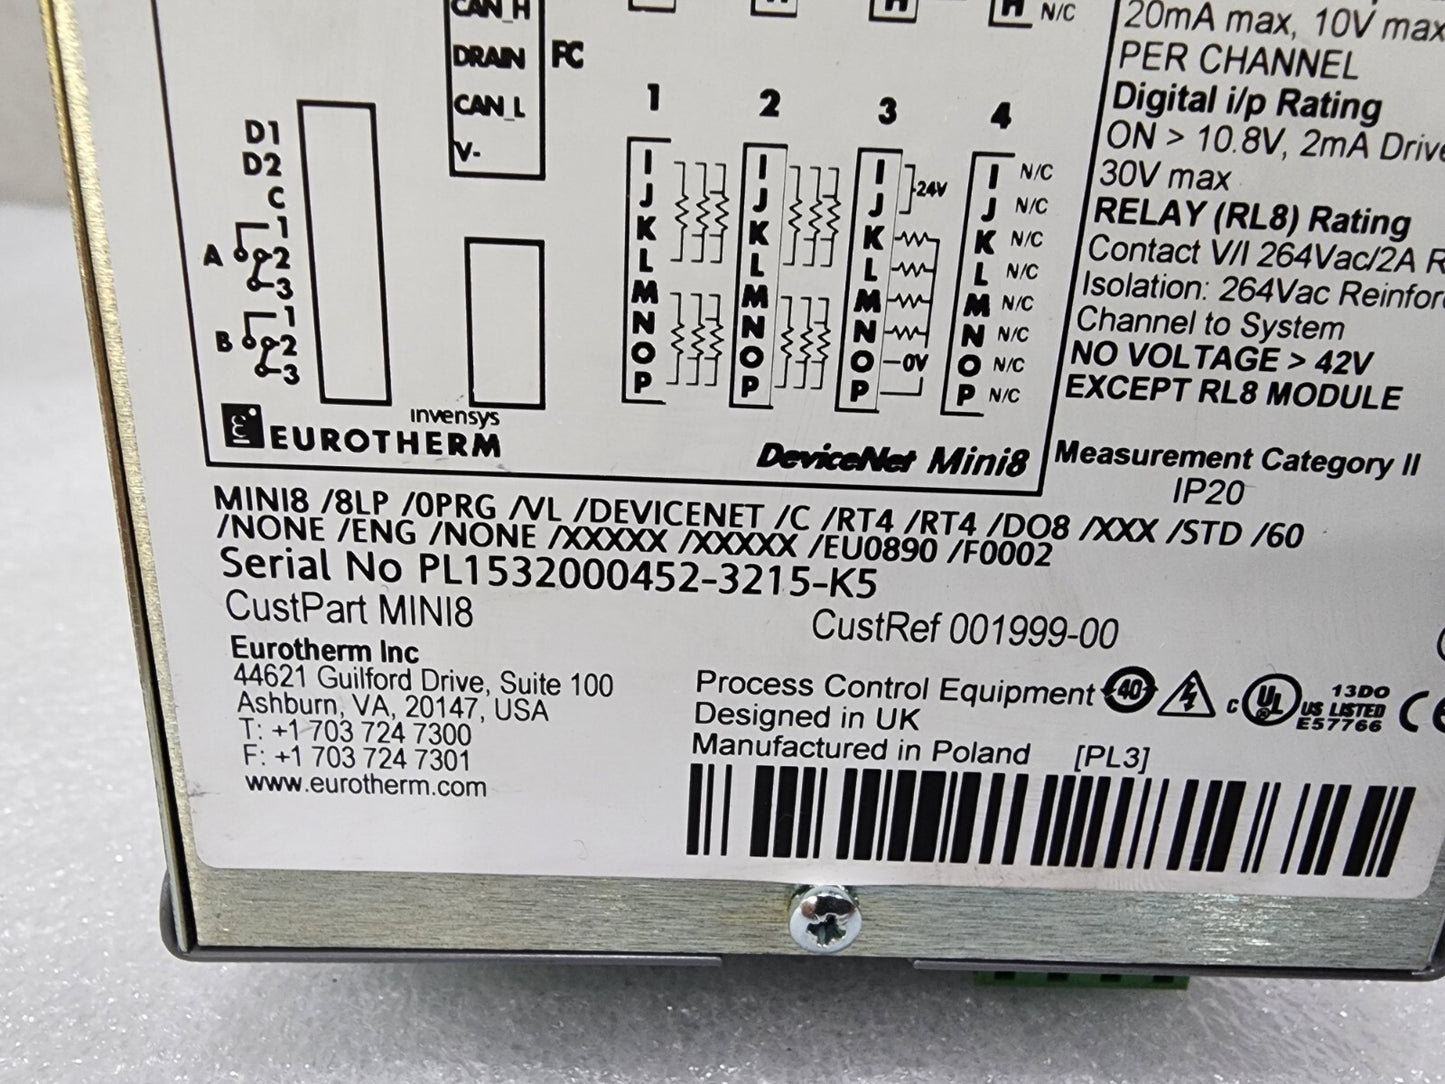 CAN_H
DRAIN
CAN_L
V-
FC
H N/C
20mA max, 10V max
PER CHANNEL
Digital i/p Rating
ON > 10.8V, 2mA Drive
30V max
RELAY (RL8) Rating
Contact V/I 264Vac/2A
Isolation: 264Vac
Channel to System
NO VOLTAGE > 42V
EXCEPT RL8 MODULE
Measurement Category II
IP20
D1
D2
C
A 1
2
3
B 1
2
3
1 2 3 4
I I I 24V I N/C
J J J J N/C
K K K K N/C
L L L L N/C
M M M M N/C
N N N N N/C
O O O 0V O N/C
P P P P N/C
invensys
EUROTHERM
DeviceNet Mini8
MINI8 /8LP /0PRG /VL /DEVICENET /C /RT4 /RT4 /DO8 /XXX /STD /60
/NONE /ENG /NONE /XXXXX /XXXXX /EU0890 /F0002
Serial No PL1532000452-3215-K5
CustPart MINI8 CustRef 001999-00
Eurotherm Inc
44621 Guilford Drive, Suite 100
Ashburn, VA, 20147, USA
T: +1 703 724 7300
F: +1 703 724 7301
www.eurotherm.com
Process Control Equipment 40
Designed in UK
Manufactured in Poland [PL3]
C UL US LISTED
13DO
E57766
CE